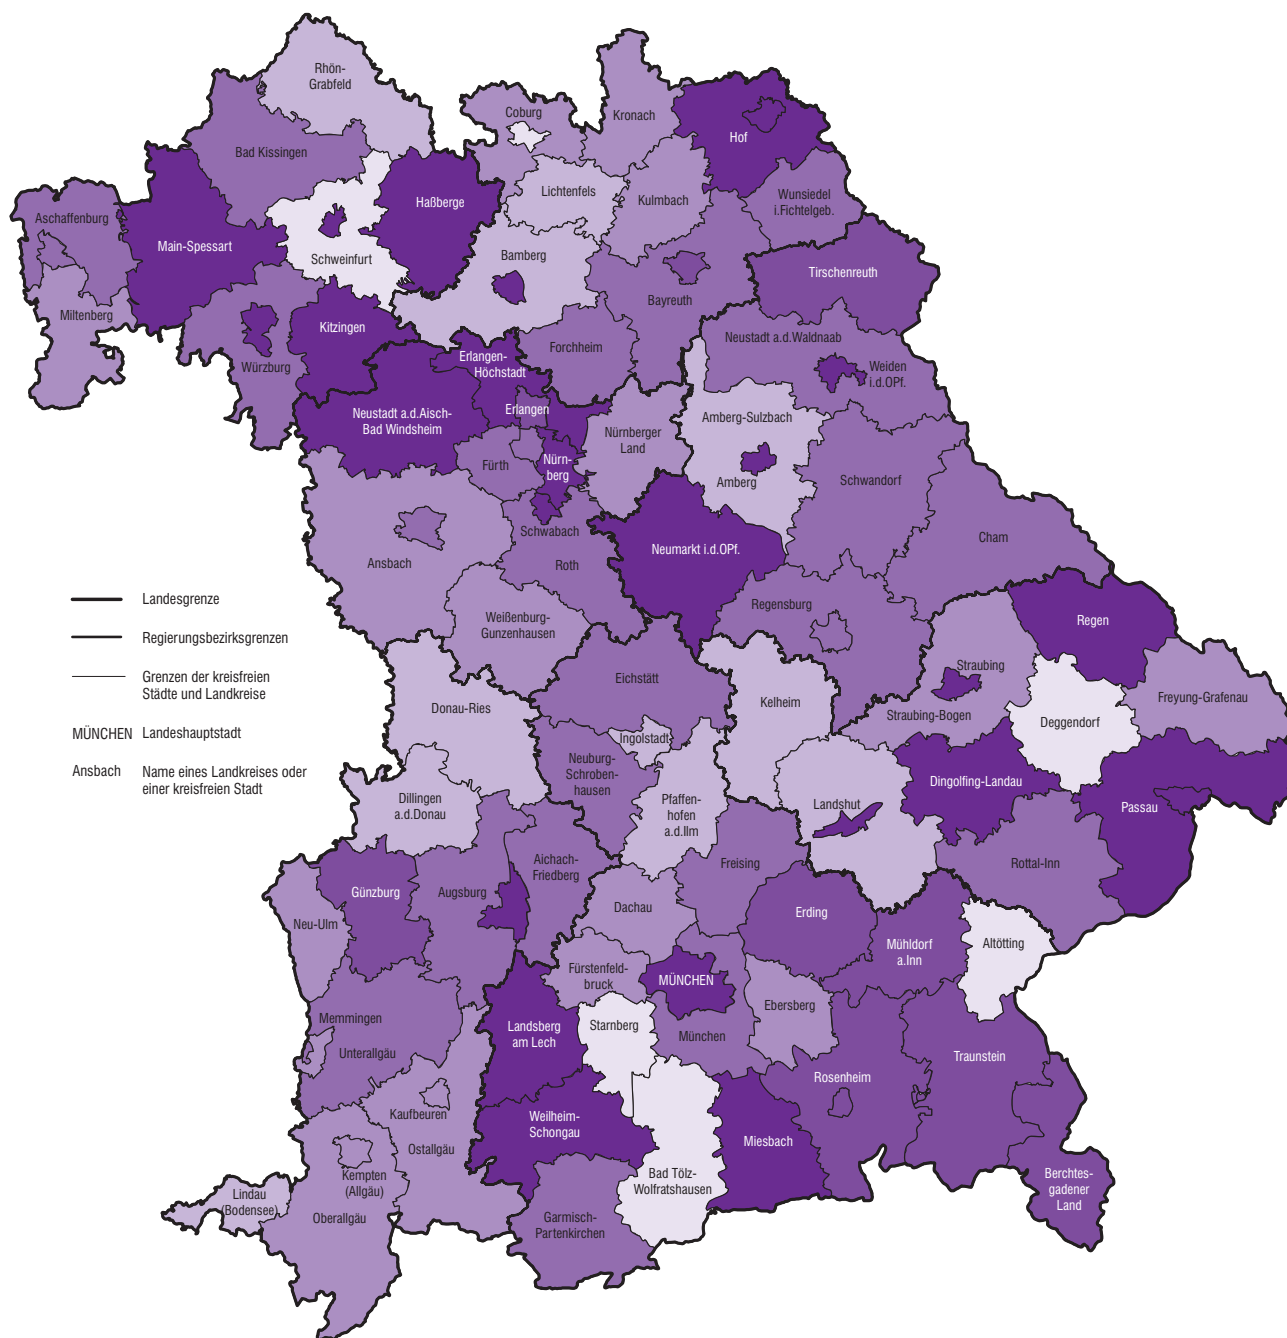 Rhön-
Grabfeld
Coburg
Kronach
Hof
Bad Kissingen
Lichtenfels
Kulmbach
Wunsiedel
i.Fichtelgeb.
Aschaffenburg
Haßberge
Main-Spessart
Schweinfurt
Bamberg
Tirschenreuth
Bayreuth
Miltenberg
Kitzingen
Würzburg
Forchheim
Neustadt a.d.Waldnaab
Erlangen-
Höchstadt
Weiden
i.d.OPf.
Neustadt a.d.Aisch-
Bad Windsheim
Erlangen
Amberg-Sulzbach
Nürnberger
Land
Fürth
Nürn-
berg
Amberg
Schwandorf
Schwabach
Ansbach
Roth
Neumarkt i.d.OPf.
Cham
Landesgrenze
Regierungsbezirksgrenzen
Grenzen der kreisfreien
Städte und Landkreise
MÜNCHEN
Landeshauptstadt
Ansbach
Name eines Landkreises oder
einer kreisfreien Stadt
Weißenburg-
Gunzenhausen
Regensburg
Regen
Straubing
Eichstätt
Kelheim
Freyung-Grafenau
Donau-Ries
Straubing-Bogen
Deggendorf
Ingolstadt
Neuburg-
Schroben-
hausen
Dingolfing-Landau
Dillingen
a.d.Donau
Pfaffen-
hofen
a.d.Ilm
Landshut
Passau
Aichach-
Friedberg
Freising
Rottal-Inn
Günzburg
Augsburg
Neu-Ulm
Dachau
Erding
Mühldorf
a.Inn
Altötting
Fürstenfeld-
bruck
MÜNCHEN
Ebersberg
Memmingen
Landsberg
am Lech
Starnberg
München
Unterallgäu
Traunstein
Rosenheim
Kaufbeuren
Weilheim-
Schongau
Miesbach
Ostallgäu
Kempten
(Allgäu)
Bad Tölz-
Wolfratshausen
Berchtes-
gadener
Land
Lindau
(Bodensee)
Oberallgäu
Garmisch-
Partenkirchen